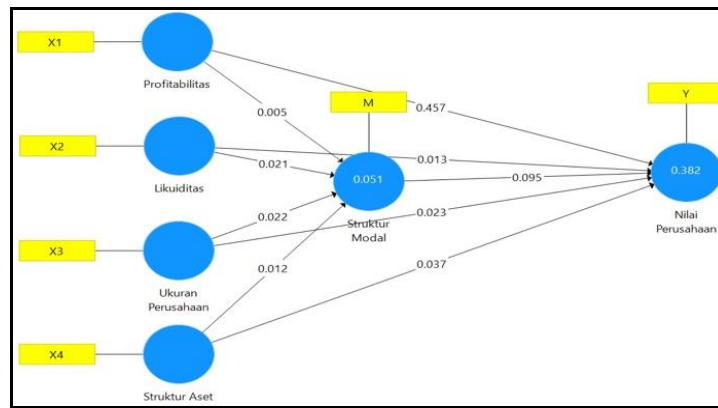 X1
Profitabilitas
M
Y
0.457
0.005
X2
Likuiditas
0.021
0.013
0.051
0.095
0.382
Struktur
Modal
Nilai
Perusahaan
0.022
0.023
X3
Ukuran
Perusahaan
0.012
0.037
X4
Struktur Aset